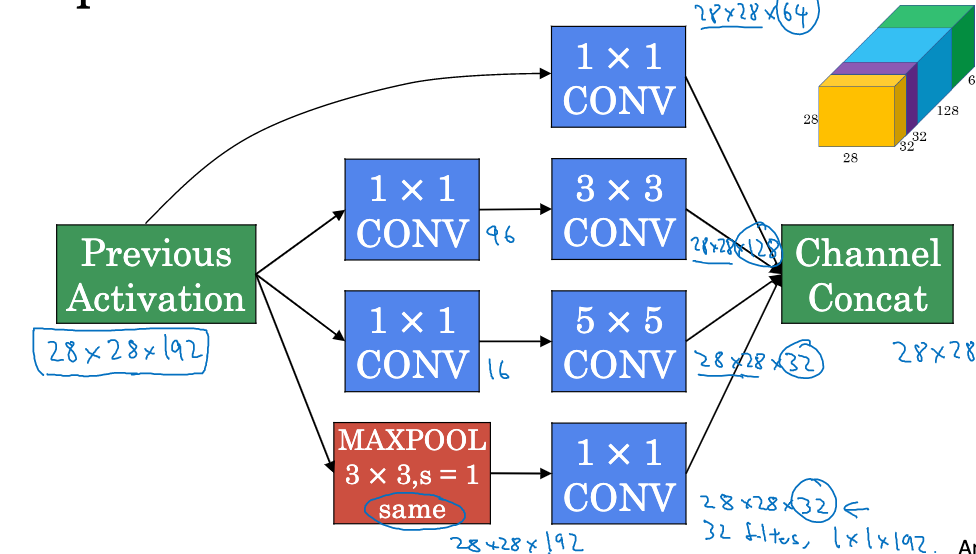 28×28×64
1 × 1
CONV
28
28
32
32
128
6
1 × 1
CONV
96
3 × 3
CONV
28×28×128
Previous
Activation
28×28×192
Channel
Concat
28×28
1 × 1
CONV
16
5 × 5
CONV
28×28×32
MAXPOOL
3 × 3,s = 1
same
28×28×192
1 × 1
CONV
28×28×32 ←
32 filters, 1×1×192.